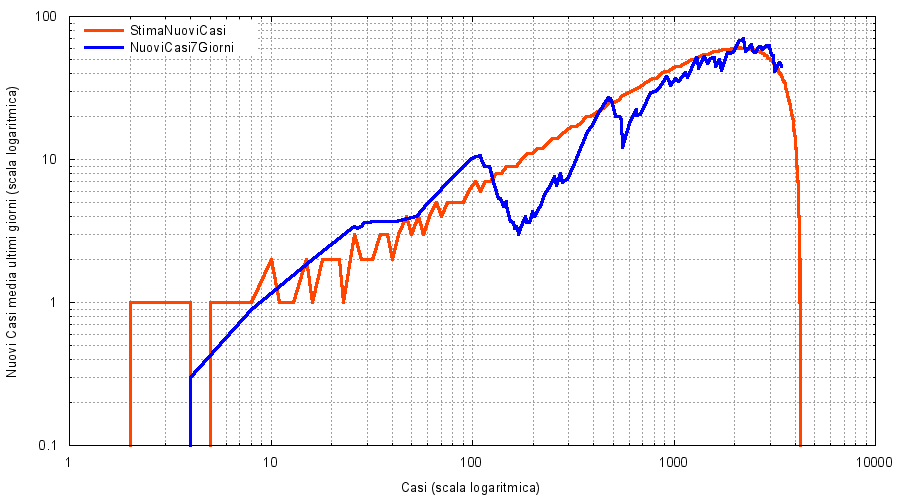 100
StimaNuoviCasi
NuoviCasi7Giorni
10
1
0.1
Nuovi Casi media ultimi giorni (scala logaritmica)
1 10 100 1000 10000
Casi (scala logaritmica)